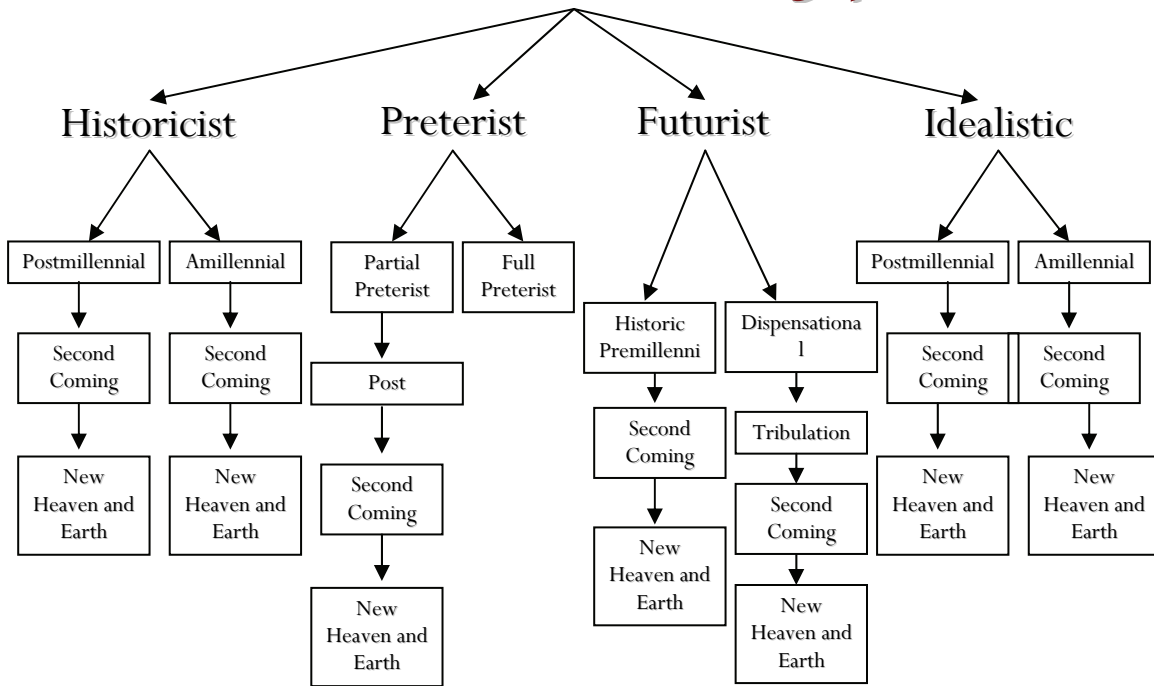 Historicist
Preterist
Futurist
Idealistic
Postmillennial
Amillennial
Partial
Preterist
Full
Preterist
Historic
Premillenni
Dispensationa
l
Postmillennial
Amillennial
Second
Coming
Second
Coming
Post
Second
Coming
Tribulation
Second
Coming
Second
Coming
New
Heaven and
Earth
New
Heaven and
Earth
Second
Coming
New
Heaven and
Earth
New
Heaven and
Earth
Second
Coming
New
Heaven and
Earth
New
Heaven and
Earth
New
Heaven and
Earth